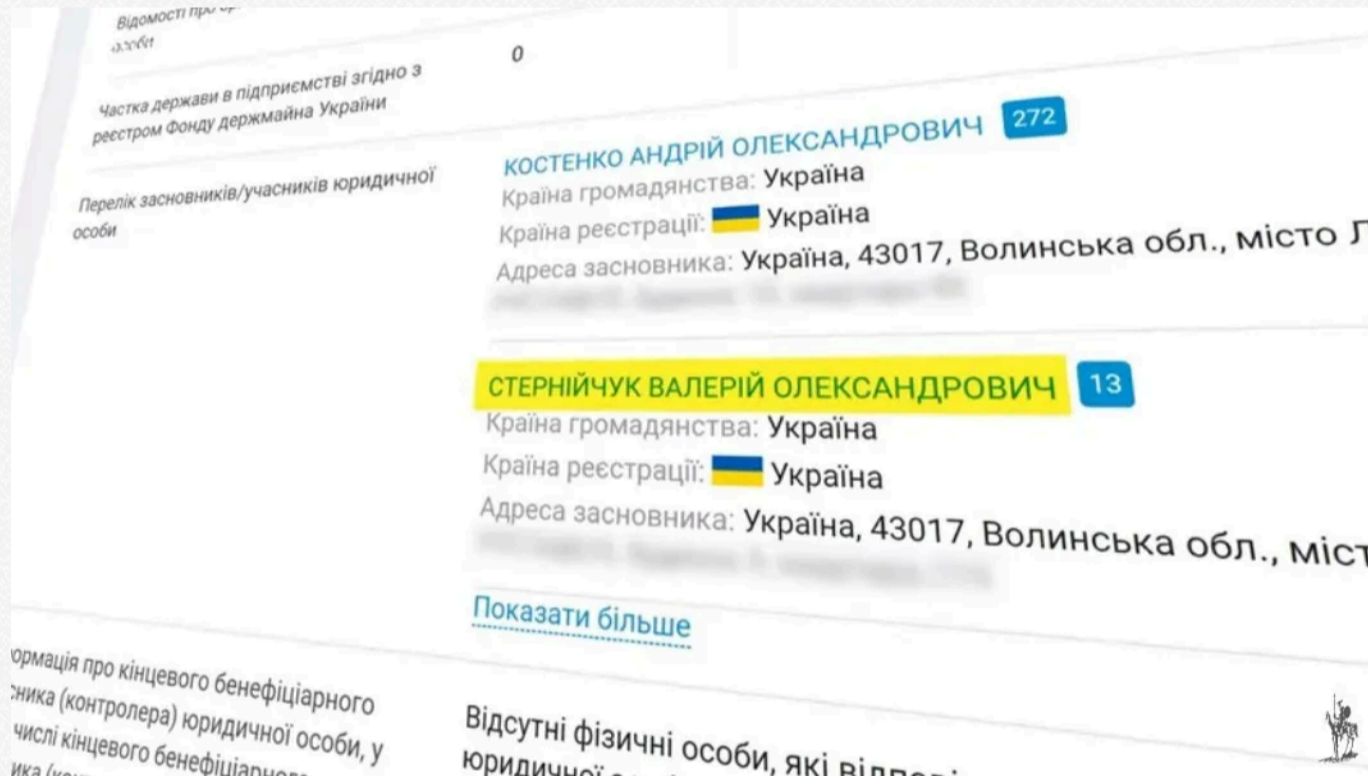 Відомості про
особи
Частка держави в підприємстві згідно з
реєстром Фонду держмайна України
0
Перелік засновників/учасників юридичної
особи
КОСТЕНКО АНДРІЙ ОЛЕКСАНДРОВИЧ 272
Країна громадянства: Україна
Країна реєстрації: Україна
Адреса засновника: Україна, 43017, Волинська обл., місто Л
СТЕРНІЙЧУК ВАЛЕРІЙ ОЛЕКСАНДРОВИЧ 13
Країна громадянства: Україна
Країна реєстрації: Україна
Адреса засновника: Україна, 43017, Волинська обл., міст
Показати більше
ормація про кінцевого бенефіціарного
сника (контролера) юридичної особи, у
числі кінцевого бенефіціарного
Відсутні фізичні особи, які
юридичної